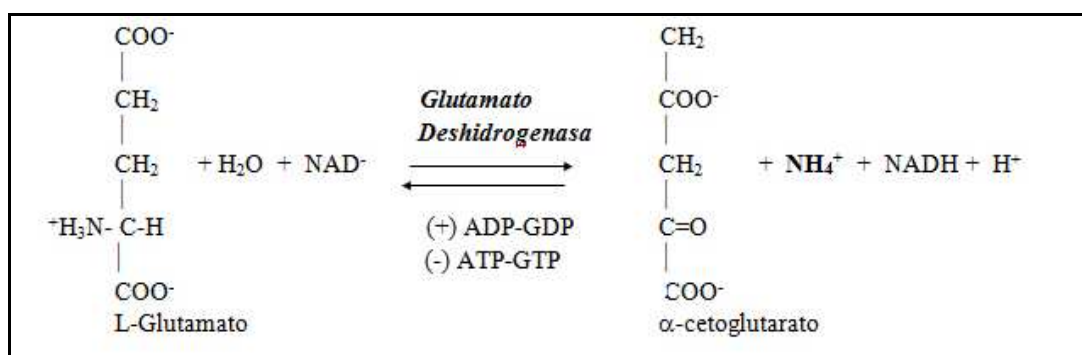 COO⁻ CH₂
CH₂ Glutamato COO⁻
Deshidrogenasa
CH₂ + H₂O + NAD⁻ CH₂ + NH₄⁺ + NADH + H⁺
⁺H₃N- C-H (+) ADP-GDP C=O
(-) ATP-GTP
COO⁻ COO⁻
L-Glutamato α-cetoglutarato